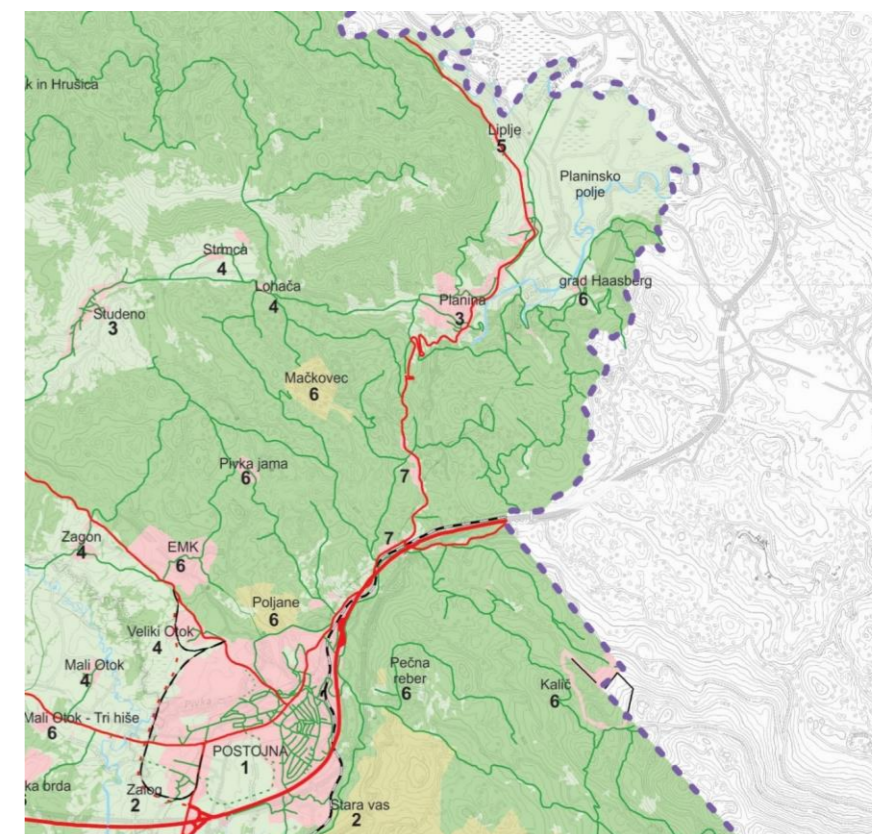 k in Hrušica
Liplje
5
Planinsko
polje
Strmca
4
grad Haasberg
6
Lohača
4
Planina
3
Studeno
3
Mačkovec
6
Pivka jama
6
7
7
Zagon
4
EMK
6
Poljane
6
Veliki Otok
4
Mali Otok
4
Pečna
reber
6
Kalič
6
Mali Otok - Tri hiše
6
POSTOJNA
1
ka brda
Zalog
2
Stara vas
2